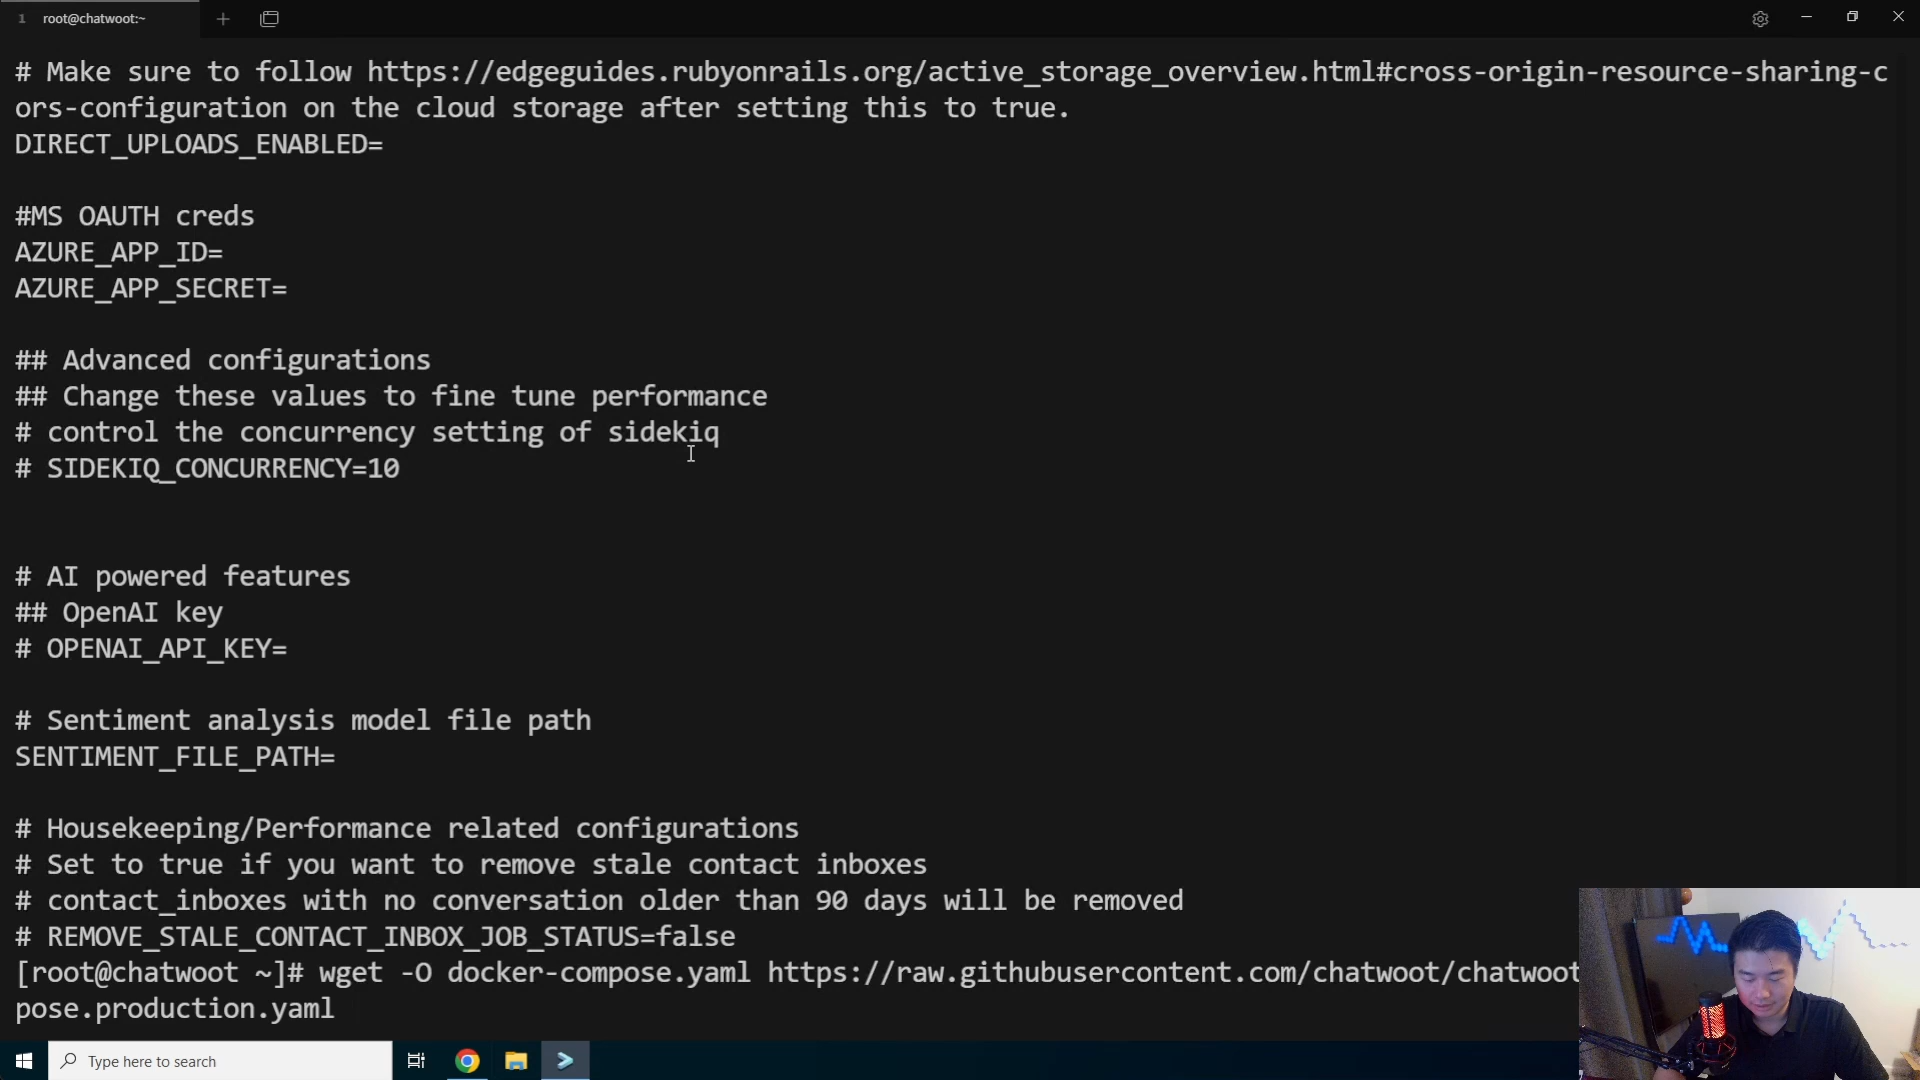 1 root@chatwoot:~
# Make sure to follow https://edgeguides.rubyonrails.org/active_storage_overview.html#cross-origin-resource-sharing-c
ors-configuration on the cloud storage after setting this to true.
DIRECT_UPLOADS_ENABLED=
#MS OAUTH creds
AZURE_APP_ID=
AZURE_APP_SECRET=
## Advanced configurations
## Change these values to fine tune performance
# control the concurrency setting of sidekiq
# SIDEKIQ_CONCURRENCY=10
# AI powered features
## OpenAI key
# OPENAI_API_KEY=
# Sentiment analysis model file path
SENTIMENT_FILE_PATH=
# Housekeeping/Performance related configurations
# Set to true if you want to remove stale contact inboxes
# contact_inboxes with no conversation older than 90 days will be removed
# REMOVE_STALE_CONTACT_INBOX_JOB_STATUS=false
[root@chatwoot ~]# wget -O docker-compose.yaml https://raw.githubusercontent.com/chatwoot/chatwoot
pose.production.yaml
Type here to search